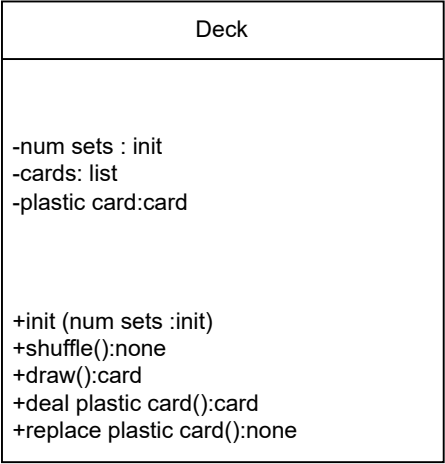 Deck
-num sets : init
-cards: list
-plastic card:card
+init (num sets :init)
+shuffle():none
+draw():card
+deal plastic card():card
+replace plastic card():none